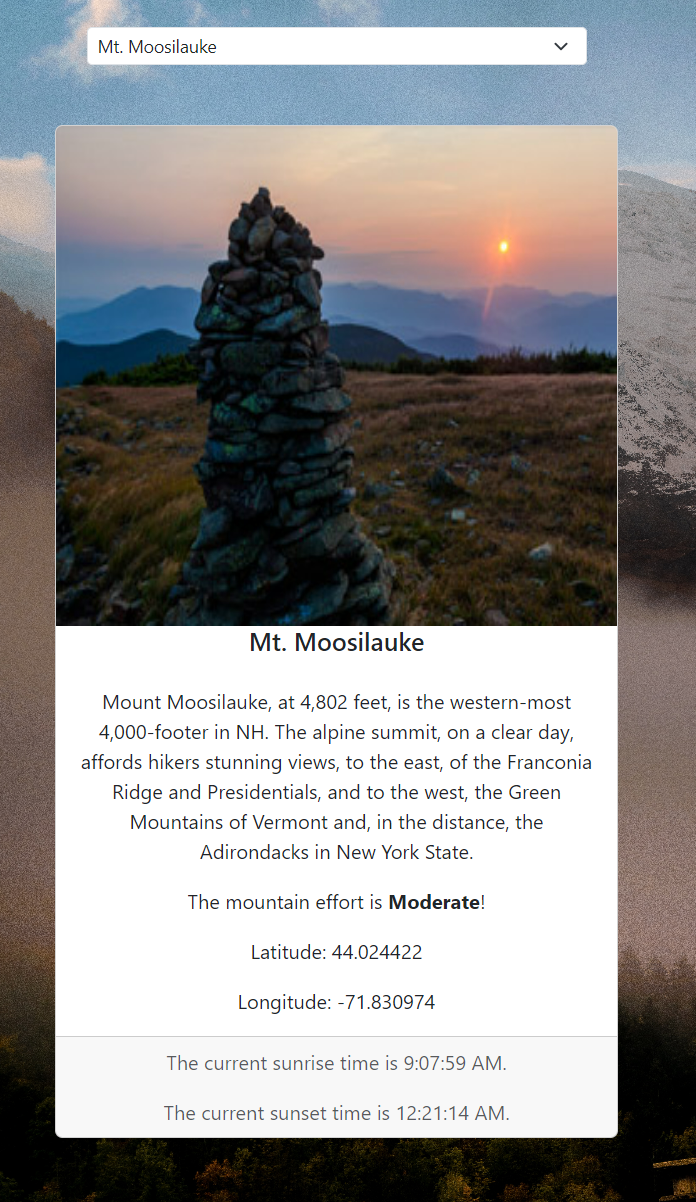 Mt. Moosilauke
Mt. Moosilauke
Mount Moosilauke, at 4,802 feet, is the western-most
4,000-footer in NH. The alpine summit, on a clear day,
affords hikers stunning views, to the east, of the Franconia
Ridge and Presidentials, and to the west, the Green
Mountains of Vermont and, in the distance, the
Adirondacks in New York State.
The mountain effort is Moderate!
Latitude: 44.024422
Longitude: -71.830974
The current sunrise time is 9:07:59 AM.
The current sunset time is 12:21:14 AM.